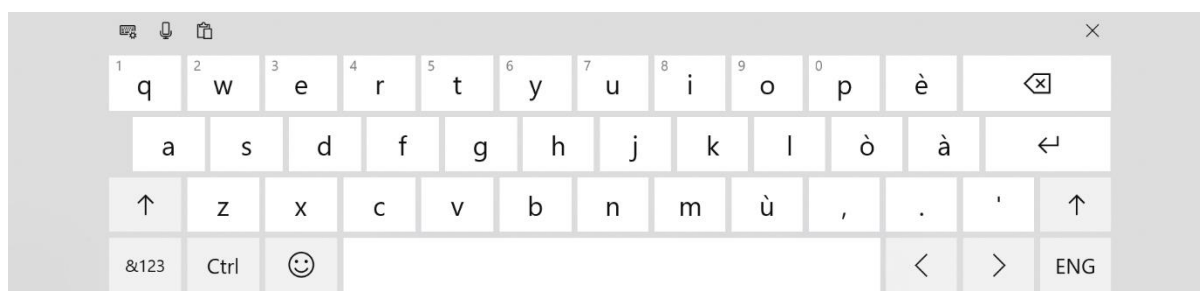 1 q 2 w 3 e 4 r 5 t 6 y 7 u 8 i 9 o 0 p è
a s d f g h j k l ò à
z x c v b n m ù , . '
&123 Ctrl < > ENG